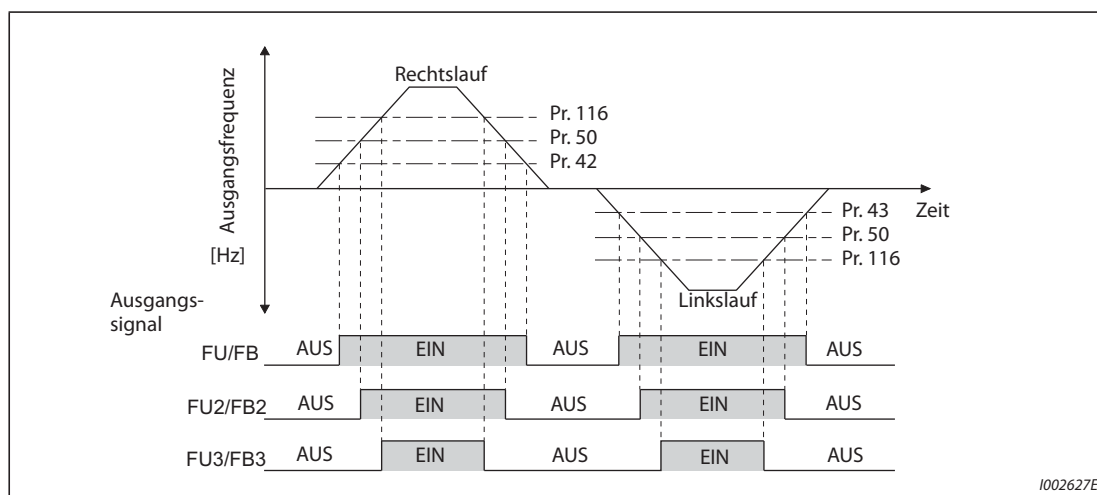 Ausgangsfrequenz
[Hz]
Rechtslauf
Pr. 116
Pr. 50
Pr. 42
Pr. 43
Pr. 50
Pr. 116
Zeit
Linkslauf
Ausgangs-
signal
FU/FB AUS EIN AUS EIN AUS
FU2/FB2 AUS EIN AUS EIN AUS
FU3/FB3 AUS EIN AUS EIN AUS
I002627E